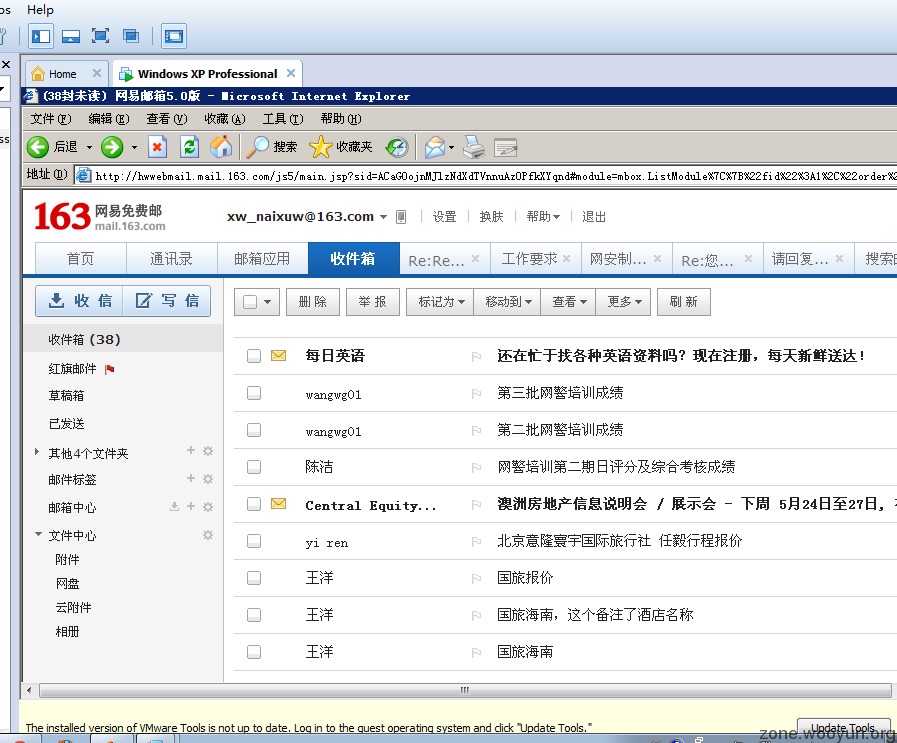 ps Help
Home Windows XP Professional
(38封未读) 网易邮箱5.0版 - Microsoft Internet Explorer
文件(F) 编辑(E) 查看(V) 收藏(A) 工具(T) 帮助(H)
后退 搜索 收藏夹
ss
地址(D) http://hwwebmail.mail.163.com/js5/main.jsp?sid=
163 网易免费邮
mail.163.com
xw_naixuw@163.com 设置 换肤 帮助 退出
首页 通讯录 邮箱应用 收件箱 Re:Re... 工作要求 网安制... Re:您... 请回复...
收 信 写 信 删 除 举 报 标记为 移动到 查看 更多 刷 新
收件箱 (38)
红旗邮件
草稿箱
已发送
其他4个文件夹
邮件标签
邮箱中心
文件中心
附件
网盘
云附件
相册
每日英语 还在忙于找各种英语资料吗？现在注册，每天新鲜送达！
wangwg01 第三批网警培训成绩
wangwg01 第二批网警培训成绩
陈洁 网警培训第二期日评分及综合考核成绩
Central Equity... 澳洲房地产信息说明会 / 展示会 - 下周 5月24日至27日，
yi ren 北京意隆寰宇国际旅行社 任毅行程报价
王洋 国旅报价
王洋 国旅海南，这个备注了酒店名称
王洋 国旅海南
The installed version of VMware Tools is not up to date. Log in to the guest operating system and click "Update Tools."
Update Tools
zone.wooyun.org